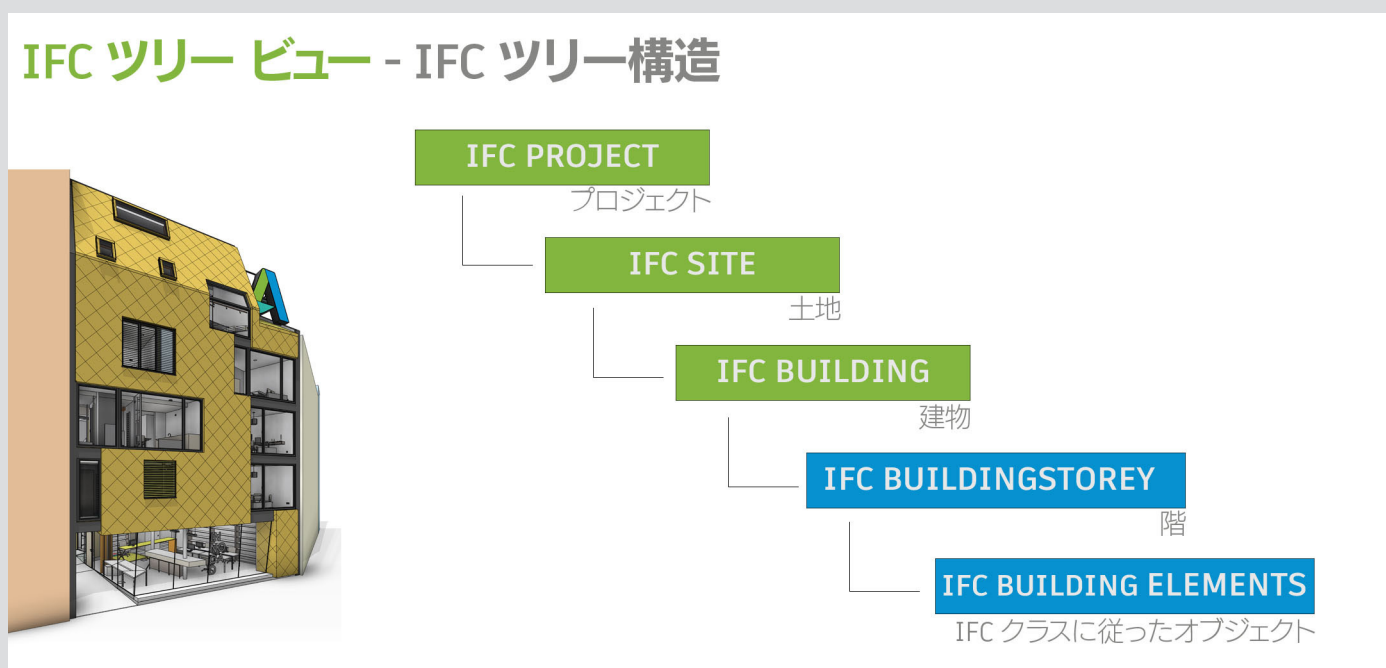 IFC ツリー ビュー - IFC ツリー構造
IFC PROJECT
プロジェクト
IFC SITE
土地
IFC BUILDING
建物
IFC BUILDINGSTOREY
階
IFC BUILDING ELEMENTS
IFC クラスに従ったオブジェクト